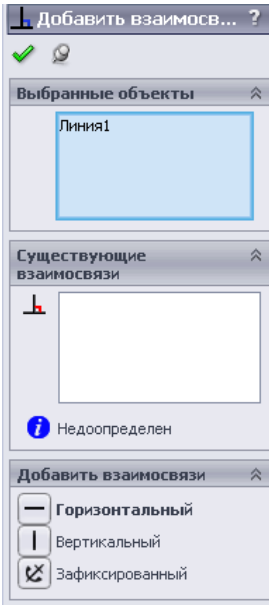 Добавить взаимосв... ?
Выбранные объекты
Линия1
Существующие
взаимосвязи
Недоопределен
Добавить взаимосвязи
Горизонтальный
Вертикальный
Зафиксированный